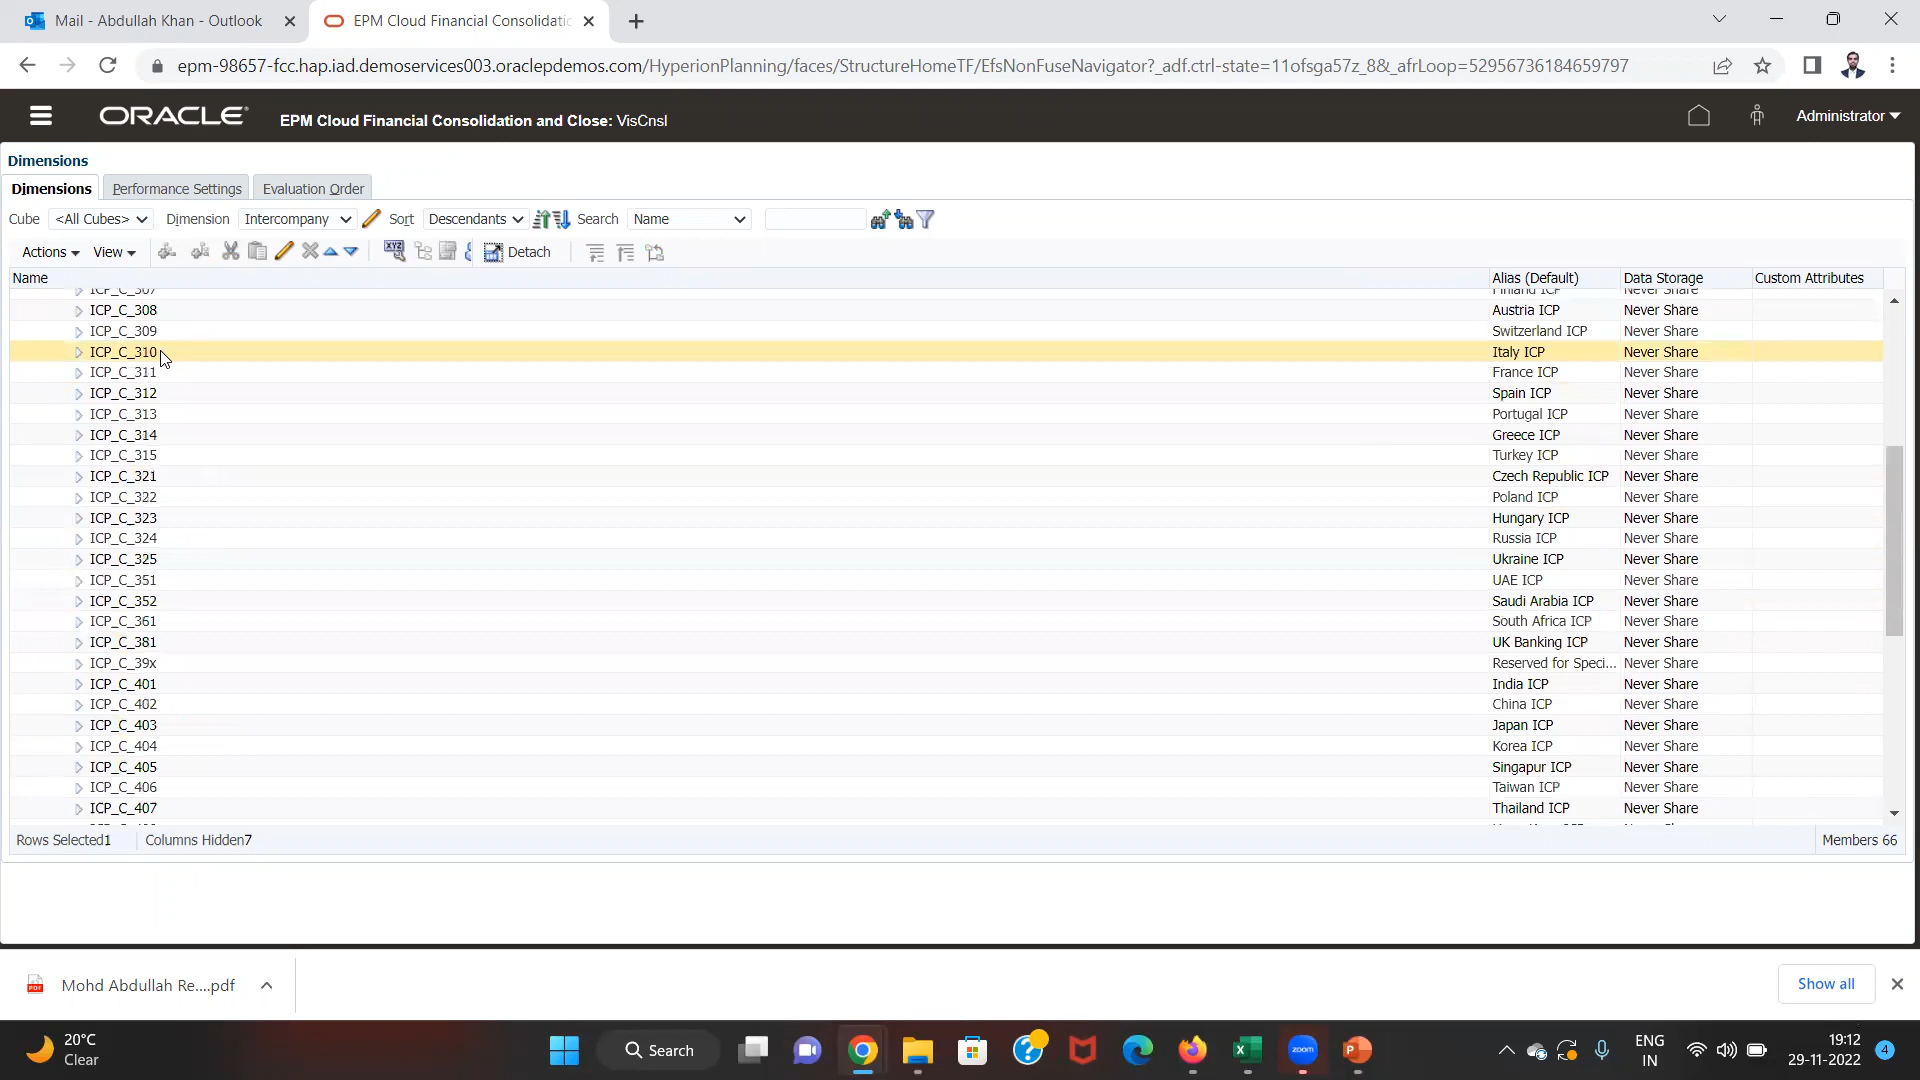 Mail - Abdullah Khan - Outlook
EPM Cloud Financial Consolidatic
epm-98657-fcc.hap.iad.demoservices003.oraclepdemos.com/HyperionPlanning/faces/StructureHomeTF/EfsNonFuseNavigator?_adf.ctrl-state=11ofsga57z_8&_afrLoop=52956736184659797
ORACLE EPM Cloud Financial Consolidation and Close: VisCnsl Administrator
Dimensions
Dimensions Performance Settings Evaluation Order
Cube <All Cubes> Dimension Intercompany Sort Descendants Search Name
Actions View XYZ Detach
Name Alias (Default) Data Storage Custom Attributes
ICP_C_307 Finland ICP Never Share
ICP_C_308 Austria ICP Never Share
ICP_C_309 Switzerland ICP Never Share
ICP_C_310 Italy ICP Never Share
ICP_C_311 France ICP Never Share
ICP_C_312 Spain ICP Never Share
ICP_C_313 Portugal ICP Never Share
ICP_C_314 Greece ICP Never Share
ICP_C_315 Turkey ICP Never Share
ICP_C_321 Czech Republic ICP Never Share
ICP_C_322 Poland ICP Never Share
ICP_C_323 Hungary ICP Never Share
ICP_C_324 Russia ICP Never Share
ICP_C_325 Ukraine ICP Never Share
ICP_C_351 UAE ICP Never Share
ICP_C_352 Saudi Arabia ICP Never Share
ICP_C_361 South Africa ICP Never Share
ICP_C_381 UK Banking ICP Never Share
ICP_C_39x Reserved for Speci... Never Share
ICP_C_401 India ICP Never Share
ICP_C_402 China ICP Never Share
ICP_C_403 Japan ICP Never Share
ICP_C_404 Korea ICP Never Share
ICP_C_405 Singapur ICP Never Share
ICP_C_406 Taiwan ICP Never Share
ICP_C_407 Thailand ICP Never Share
Rows Selected1 Columns Hidden7 Members 66
Mohd Abdullah Re....pdf Show all
20°C
Clear
Search
zoom
ENG
IN
19:12
29-11-2022
4